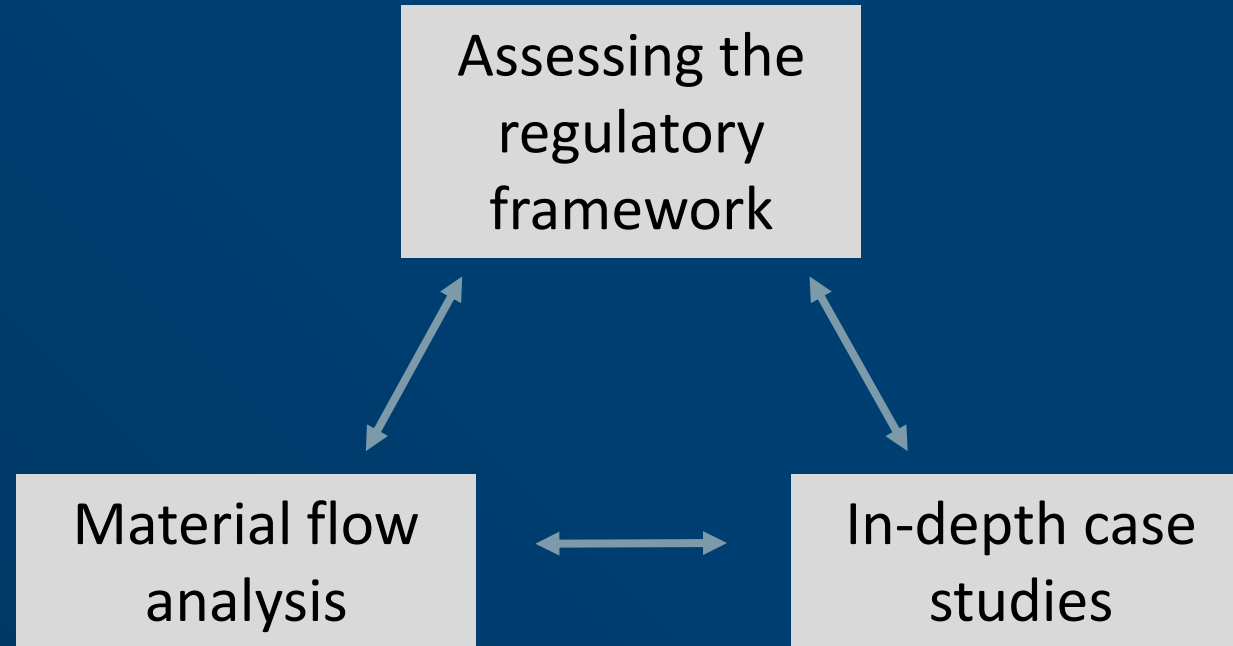 Assessing the
regulatory
framework
Material flow
analysis
In-depth case
studies